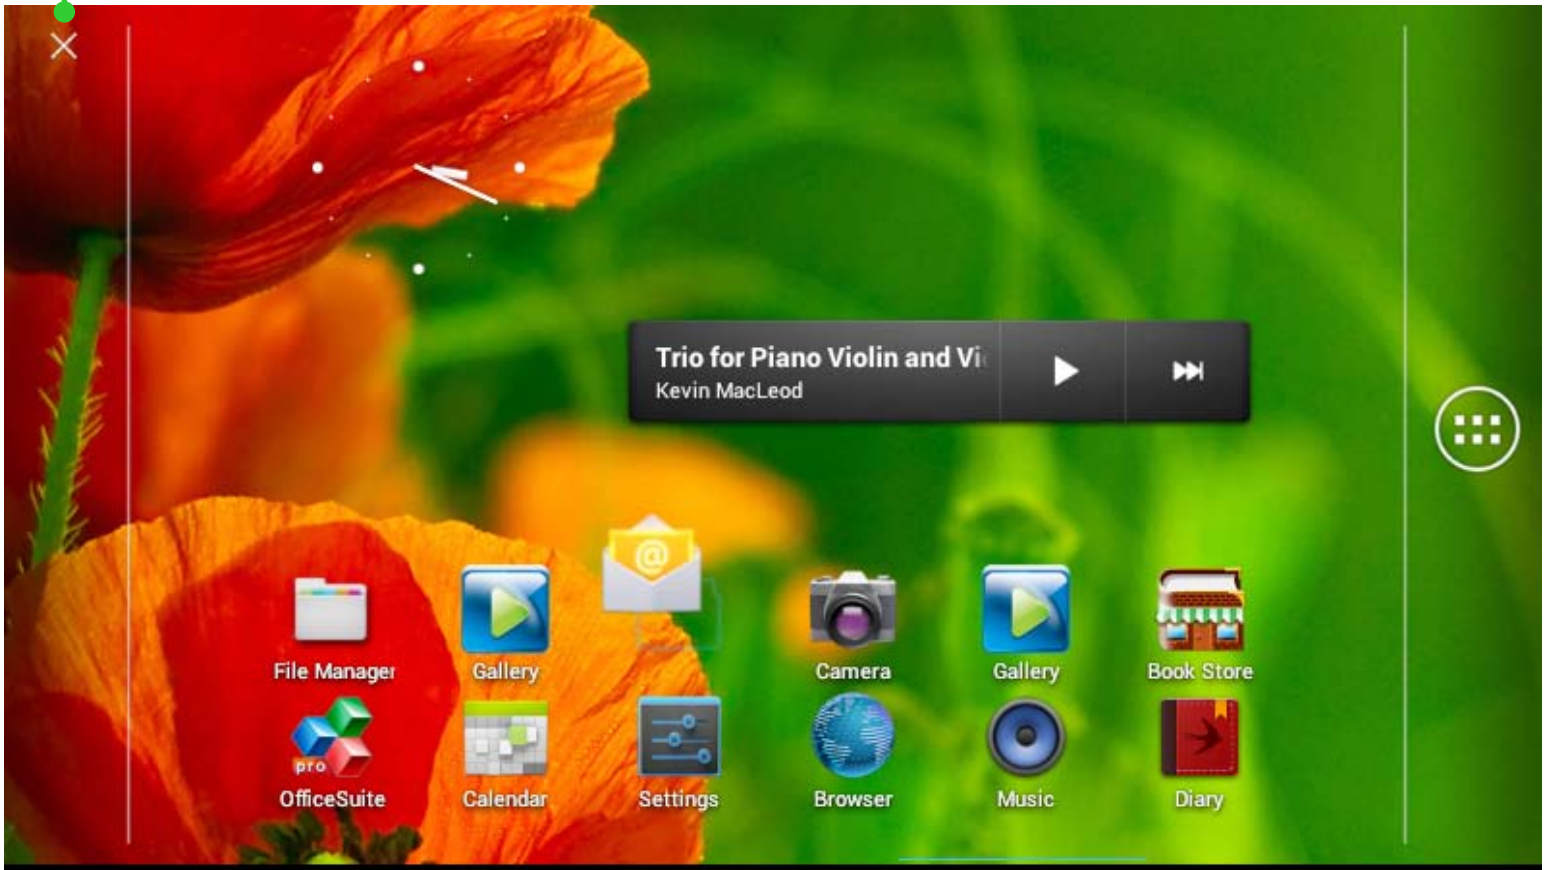 Trio for Piano Violin and Vi
Kevin MacLeod
@
File Manager
Gallery
Camera
Gallery
Book Store
pro
OfficeSuite
Calendar
Settings
Browser
Music
Diary